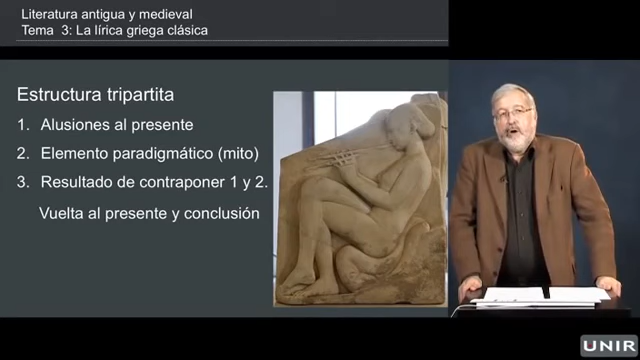 Literatura antigua y medieval
Tema 3: La lírica griega clásica
Estructura tripartita
1. Alusiones al presente
2. Elemento paradigmático (mito)
3. Resultado de contraponer 1 y 2.
Vuelta al presente y conclusión
UNIR